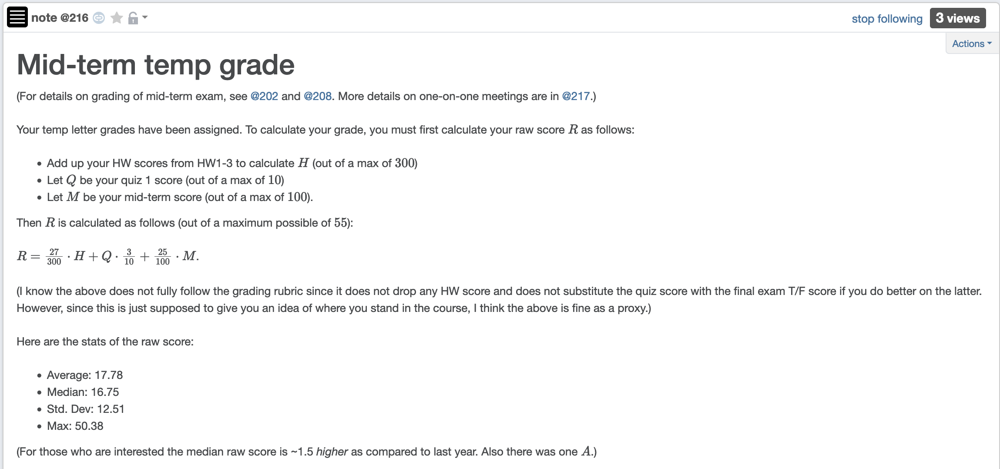 note @216
stop following 3 views
Actions
Mid-term temp grade
(For details on grading of mid-term exam, see @202 and @208. More details on one-on-one meetings are in @217.)
Your temp letter grades have been assigned. To calculate your grade, you must first calculate your raw score R as follows:
• Add up your HW scores from HW1-3 to calculate H (out of a max of 300)
• Let Q be your quiz 1 score (out of a max of 10)
• Let M be your mid-term score (out of a max of 100).
Then R is calculated as follows (out of a maximum possible of 55):
R = 27/300 · H + Q · 3/10 + 25/100 · M.
(I know the above does not fully follow the grading rubric since it does not drop any HW score and does not substitute the quiz score with the final exam T/F score if you do better on the latter.
However, since this is just supposed to give you an idea of where you stand in the course, I think the above is fine as a proxy.)
Here are the stats of the raw score:
• Average: 17.78
• Median: 16.75
• Std. Dev: 12.51
• Max: 50.38
(For those who are interested the median raw score is ~1.5 higher as compared to last year. Also there was one A.)